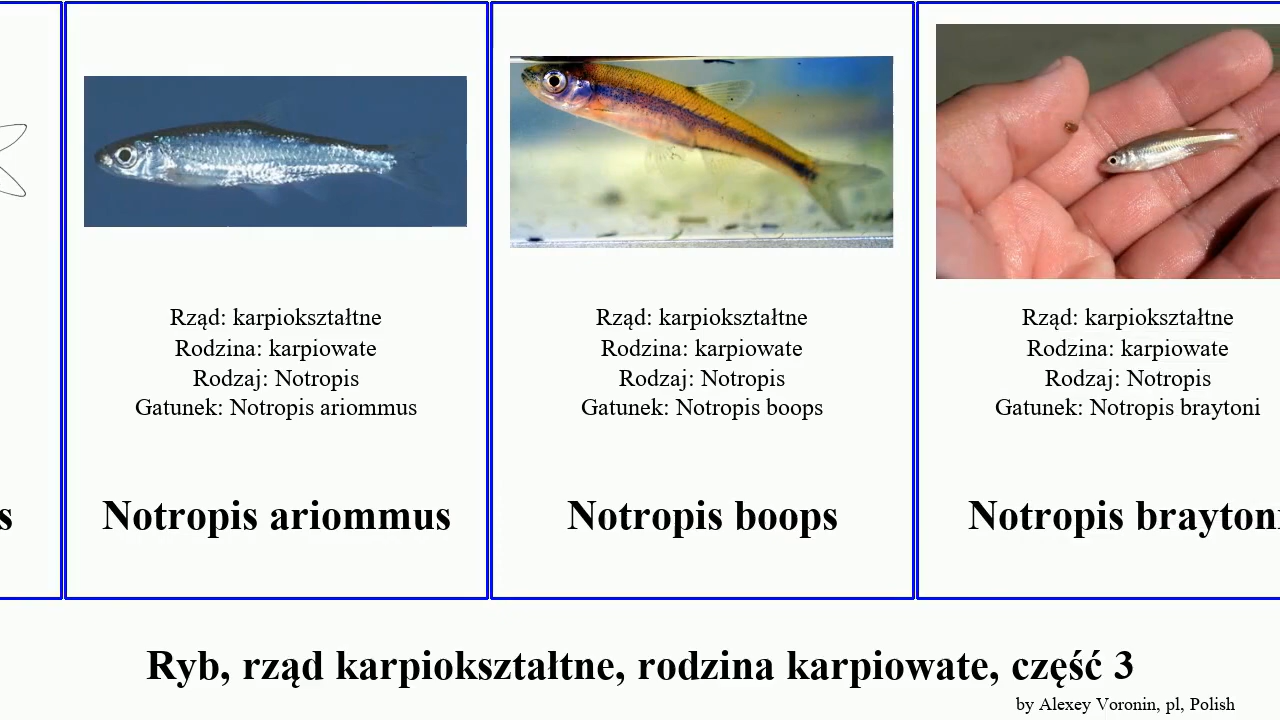 Rząd: karpiokształtne
Rodzina: karpiowate
Rodzaj: Notropis
Gatunek: Notropis ariommus
Notropis ariommus
Rząd: karpiokształtne
Rodzina: karpiowate
Rodzaj: Notropis
Gatunek: Notropis boops
Notropis boops
Rząd: karpiokształtne
Rodzina: karpiowate
Rodzaj: Notropis
Gatunek: Notropis braytoni
Notropis braytoni
s
Ryb, rząd karpiokształtne, rodzina karpiowate, część 3
by Alexey Voronin, pl, Polish